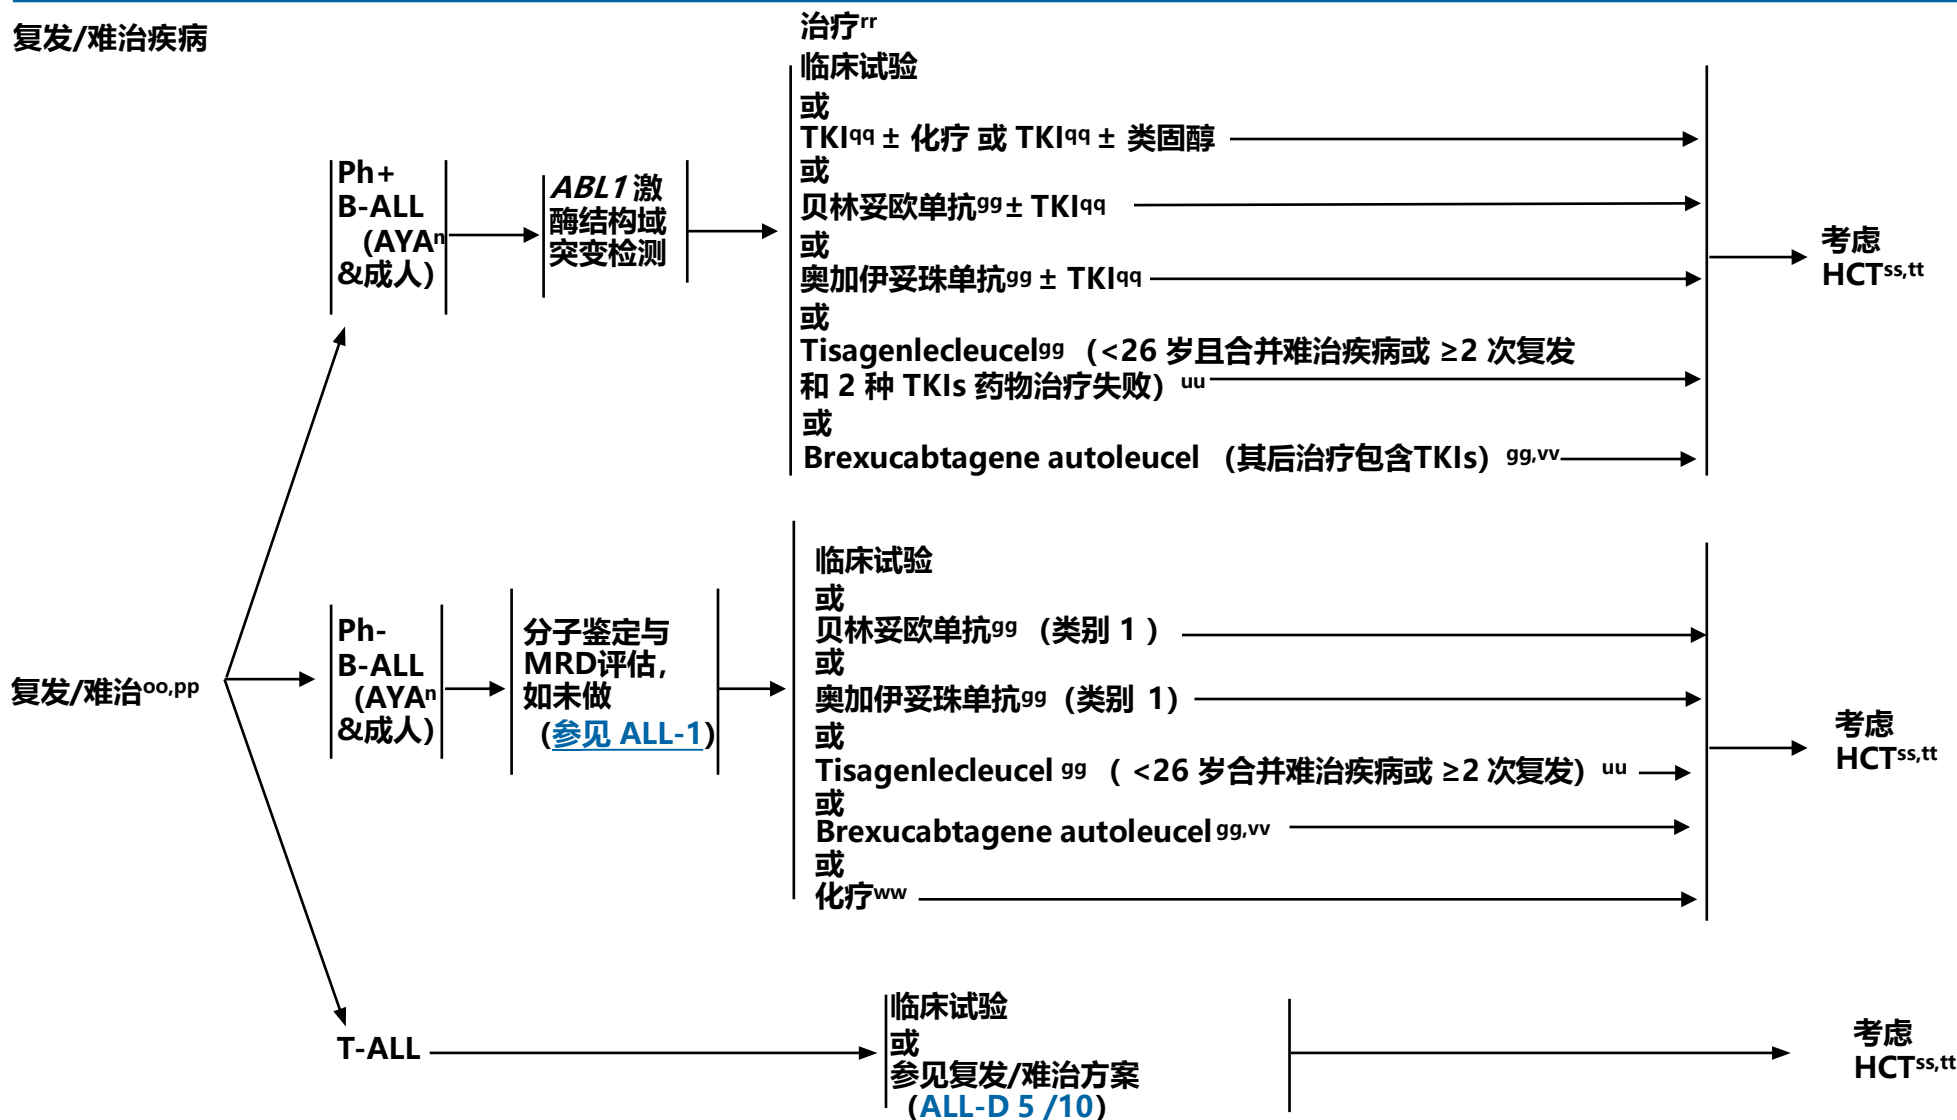 复发/难治疾病
治疗rr
临床试验
或
TKIqq ± 化疗 或 TKIqq ± 类固醇
或
贝林妥欧单抗gg ± TKIqq
或
奥加伊妥珠单抗gg ± TKIqq
或
Tisagenlecleucelgg （<26 岁且合并难治疾病或 ≥2 次复发
和 2 种 TKIs 药物治疗失败）uu
或
Brexucabtagene autoleucel （其后治疗包含TKIs）gg,vv
Ph+
B-ALL
（AYAn
&成人）
ABL1 激
酶结构域
突变检测
考虑
HCTss,tt
复发/难治oo,pp
Ph-
B-ALL
（AYAn
&成人）
分子鉴定与
MRD评估，
如未做
（参见 ALL-1）
临床试验
或
贝林妥欧单抗gg （类别 1 ）
或
奥加伊妥珠单抗gg （类别 1）
或
Tisagenlecleucel gg （ <26 岁合并难治疾病或 ≥2 次复发）uu
或
Brexucabtagene autoleucel gg,vv
或
化疗ww
考虑
HCTss,tt
T-ALL
临床试验
或
参见复发/难治方案
（ALL-D 5 /10）
考虑
HCTss,tt